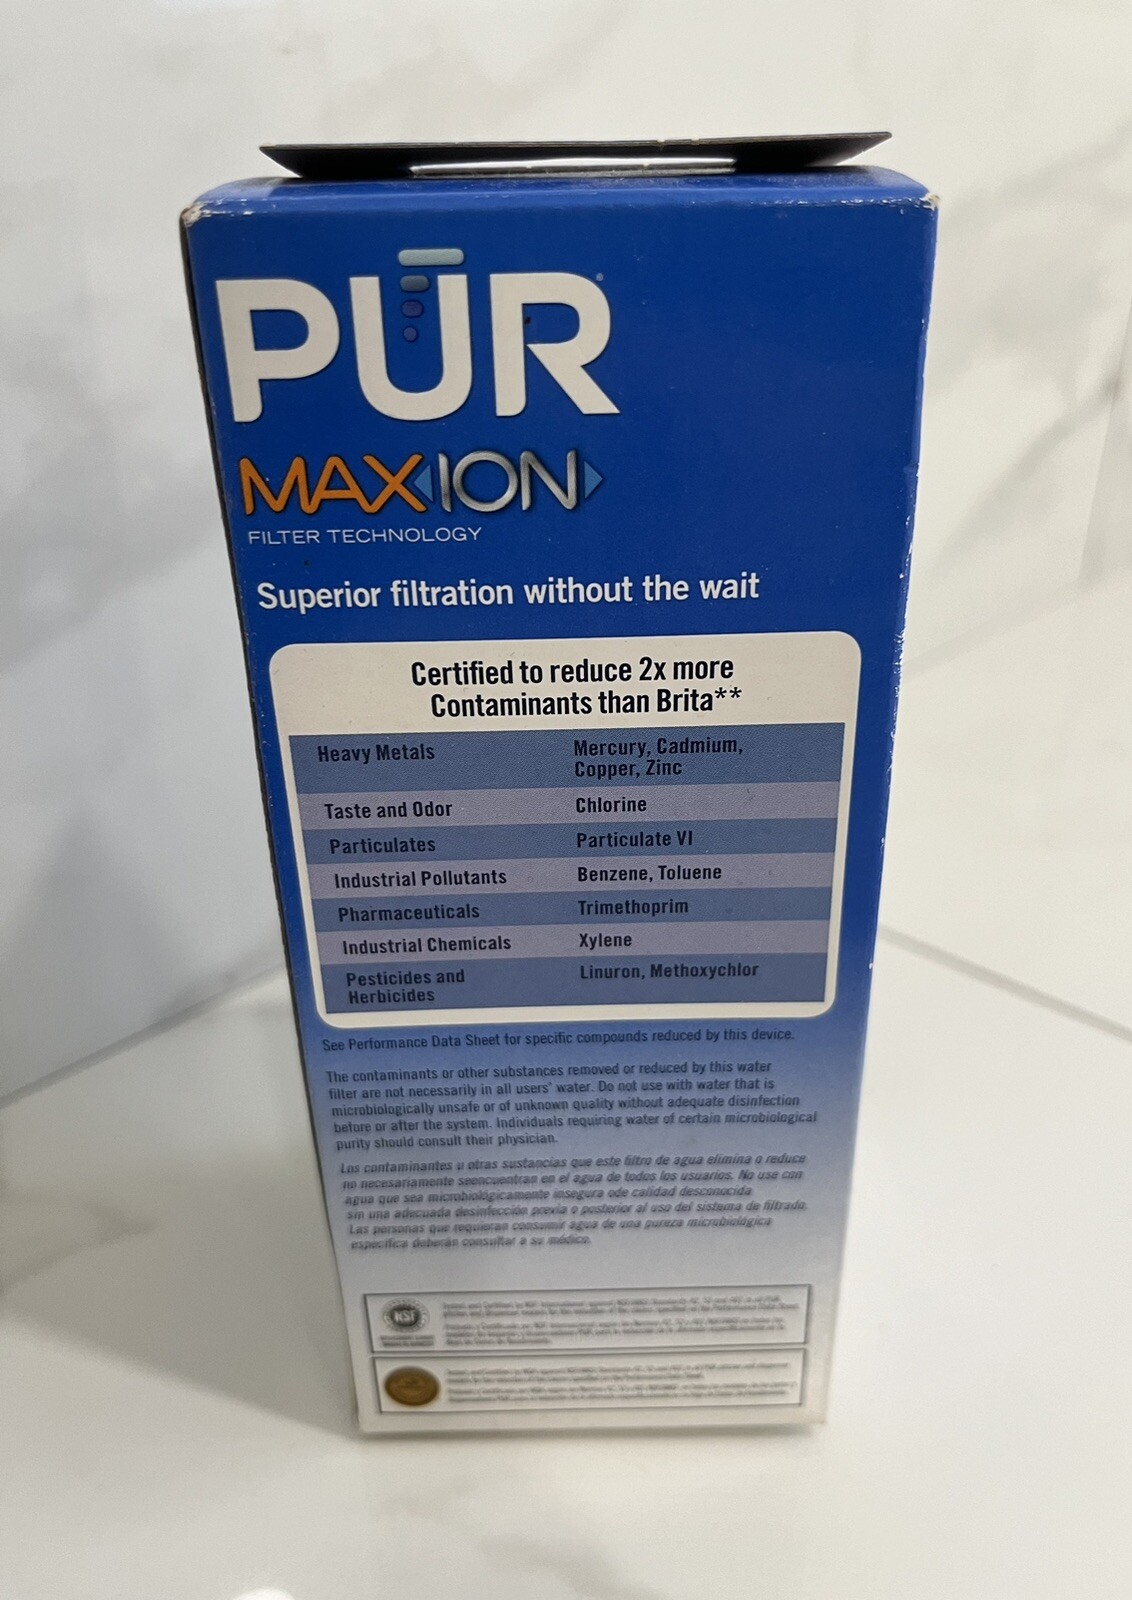 PŪR®
MAXION
FILTER TECHNOLOGY
Superior filtration without the wait
Certified to reduce 2x more
Contaminants than Brita**
Heavy Metals Mercury, Cadmium,
Copper, Zinc
Taste and Odor Chlorine
Particulates Particulate VI
Industrial Pollutants Benzene, Toluene
Pharmaceuticals Trimethoprim
Industrial Chemicals Xylene
Pesticides and Linuron, Methoxychlor
Herbicides
See Performance Data Sheet for specific compounds reduced by this device.
The contaminants or other substances removed or reduced by this water
filter are not necessarily in all users' water. Do not use with water that is
microbiologically unsafe or of unknown quality without adequate disinfection
before or after the system. Individuals requiring water of certain microbiological
purity should consult their physician.
Los contaminantes u otras sustancias que este filtro de agua elimina o reduce
no necesariamente seencuentran en el agua de todos los usuarios. No use con
agua que sea microbiológicamente insegura ode calidad desconocida
sin una adecuada desinfección previa o posterior al uso del sistema de filtrado.
Las personas que requieran consumir agua de una pureza microbiológica
específica deberán consultar a su médico.
NSF